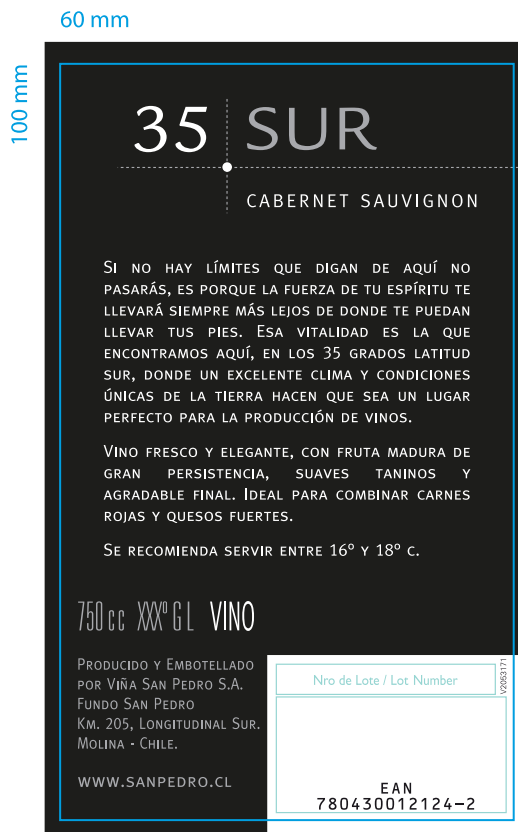 60 mm
100 mm
35 SUR
CABERNET SAUVIGNON
SI NO HAY LÍMITES QUE DIGAN DE AQUÍ NO
PASARÁS, ES PORQUE LA FUERZA DE TU ESPÍRITU TE
LLEVARÁ SIEMPRE MÁS LEJOS DE DONDE TE PUEDAN
LLEVAR TUS PIES. ESA VITALIDAD ES LA QUE
ENCONTRAMOS AQUÍ, EN LOS 35 GRADOS LATITUD
SUR, DONDE UN EXCELENTE CLIMA Y CONDICIONES
ÚNICAS DE LA TIERRA HACEN QUE SEA UN LUGAR
PERFECTO PARA LA PRODUCCIÓN DE VINOS.
VINO FRESCO Y ELEGANTE, CON FRUTA MADURA DE
GRAN PERSISTENCIA, SUAVES TANINOS Y
AGRADABLE FINAL. IDEAL PARA COMBINAR CARNES
ROJAS Y QUESOS FUERTES.
SE RECOMIENDA SERVIR ENTRE 16º Y 18º C.
750 cc XXXº G L VINO
PRODUCIDO Y EMBOTELLADO
POR VIÑA SAN PEDRO S.A.
FUNDO SAN PEDRO
KM. 205, LONGITUDINAL SUR.
MOLINA - CHILE.
WWW.SANPEDRO.CL
Nro de Lote / Lot Number
V2053171
EAN
780430012124-2